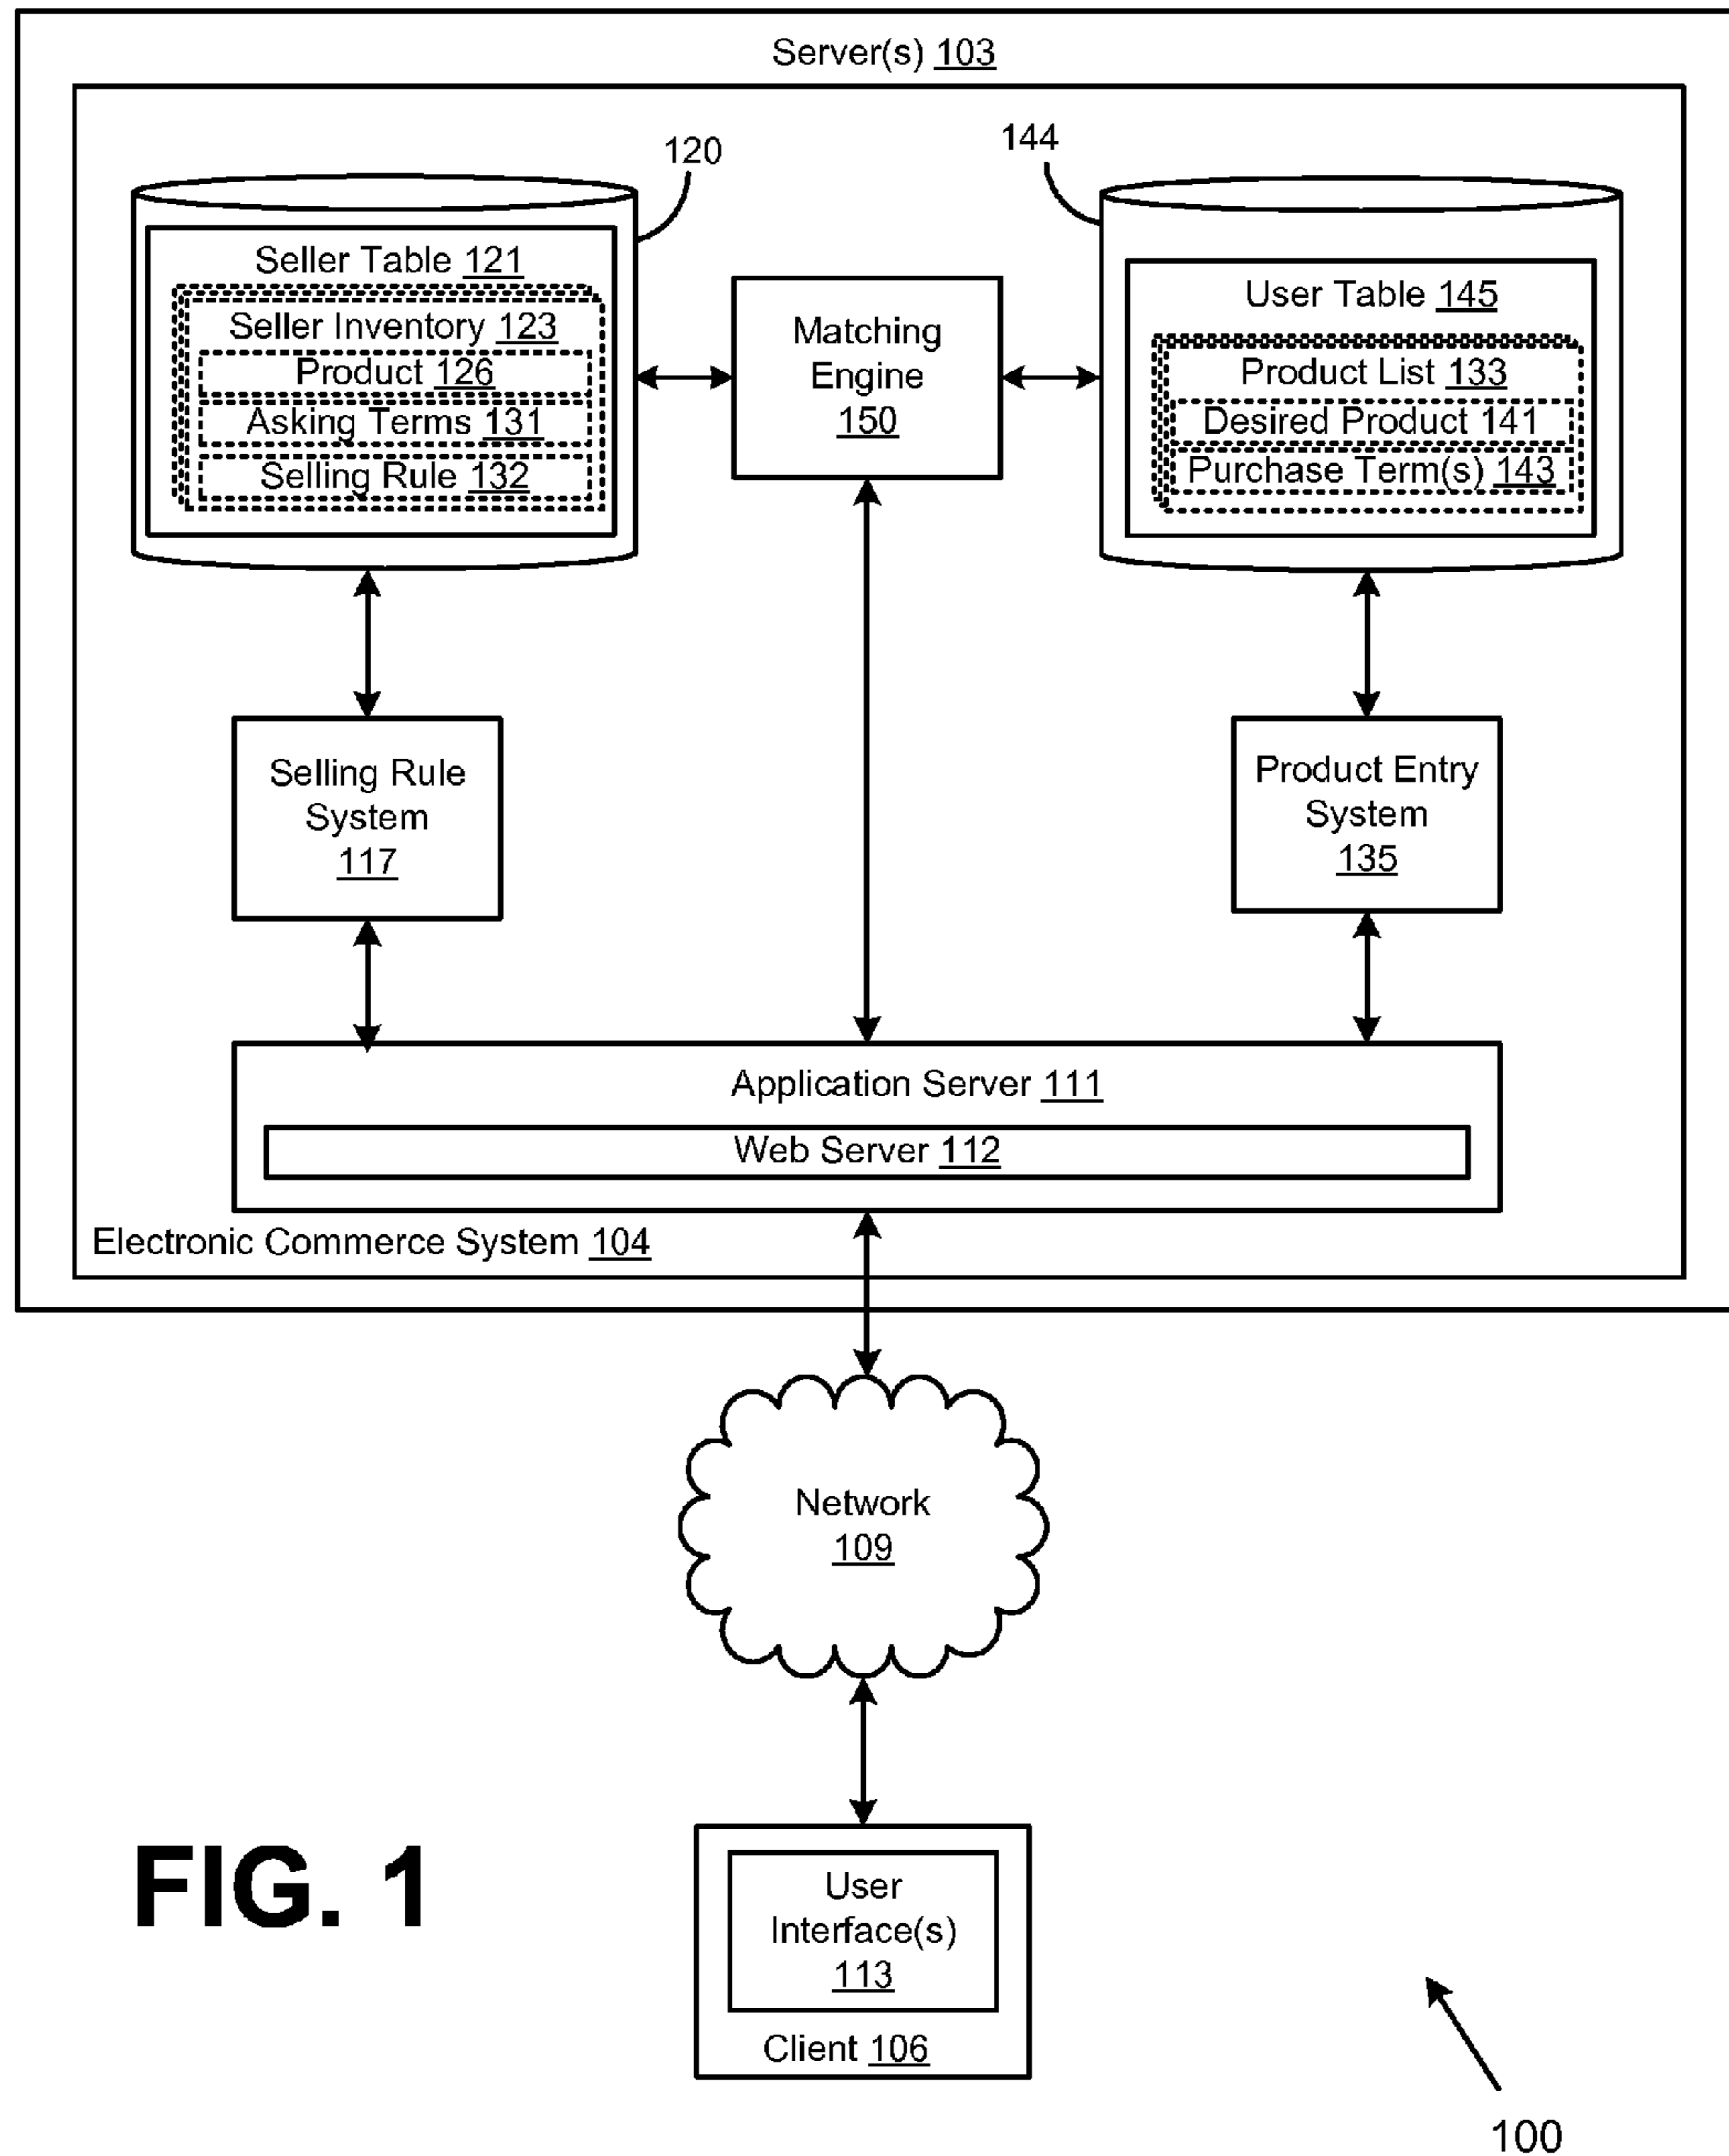 Server(s) 103
120
144
Seller Table 121
Seller Inventory 123
Product 126
Asking Terms 131
Selling Rule 132
Matching
Engine
150
User Table 145
Product List 133
Desired Product 141
Purchase Term(s) 143
Selling Rule
System
117
Product Entry
System
135
Application Server 111
Web Server 112
Electronic Commerce System 104
Network
109
User
Interface(s)
113
Client 106
FIG. 1
100